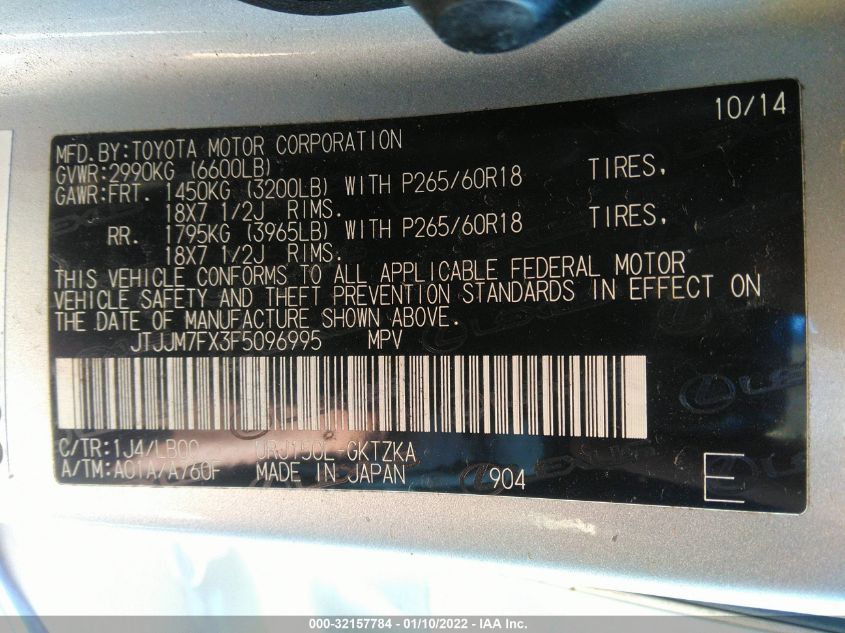 10/14
MFD.BY:TOYOTA MOTOR CORPORATION
GVWR:2990KG (6600LB)
GAWR:FRT. 1450KG (3200LB) WITH P265/60R18 TIRES,
18X7 1/2J RIMS.
RR. 1795KG (3965LB) WITH P265/60R18 TIRES,
18X7 1/2J RIMS.
THIS VEHICLE CONFORMS TO ALL APPLICABLE FEDERAL MOTOR
VEHICLE SAFETY AND THEFT PREVENTION STANDARDS IN EFFECT ON
THE DATE OF MANUFACTURE SHOWN ABOVE.
JTJJM7FX3F5096995 MPV
C/TR:1J4/LB00 URJ150L-GKTZKA
A/TM:A01A/A760F MADE IN JAPAN 904 E
LEXUS
000-32157784 — 01/10/2022 — IAA Inc.